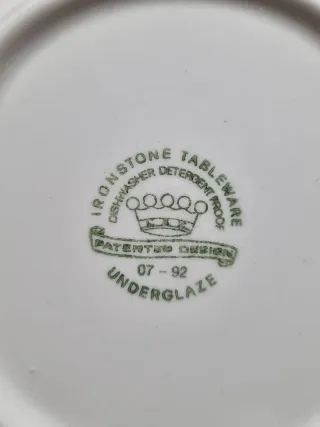 IRONSTONE TABLEWARE
DISHWASHER DETERGENT PROOF
PATENTED DESIGN
07 - 92
UNDERGLAZE